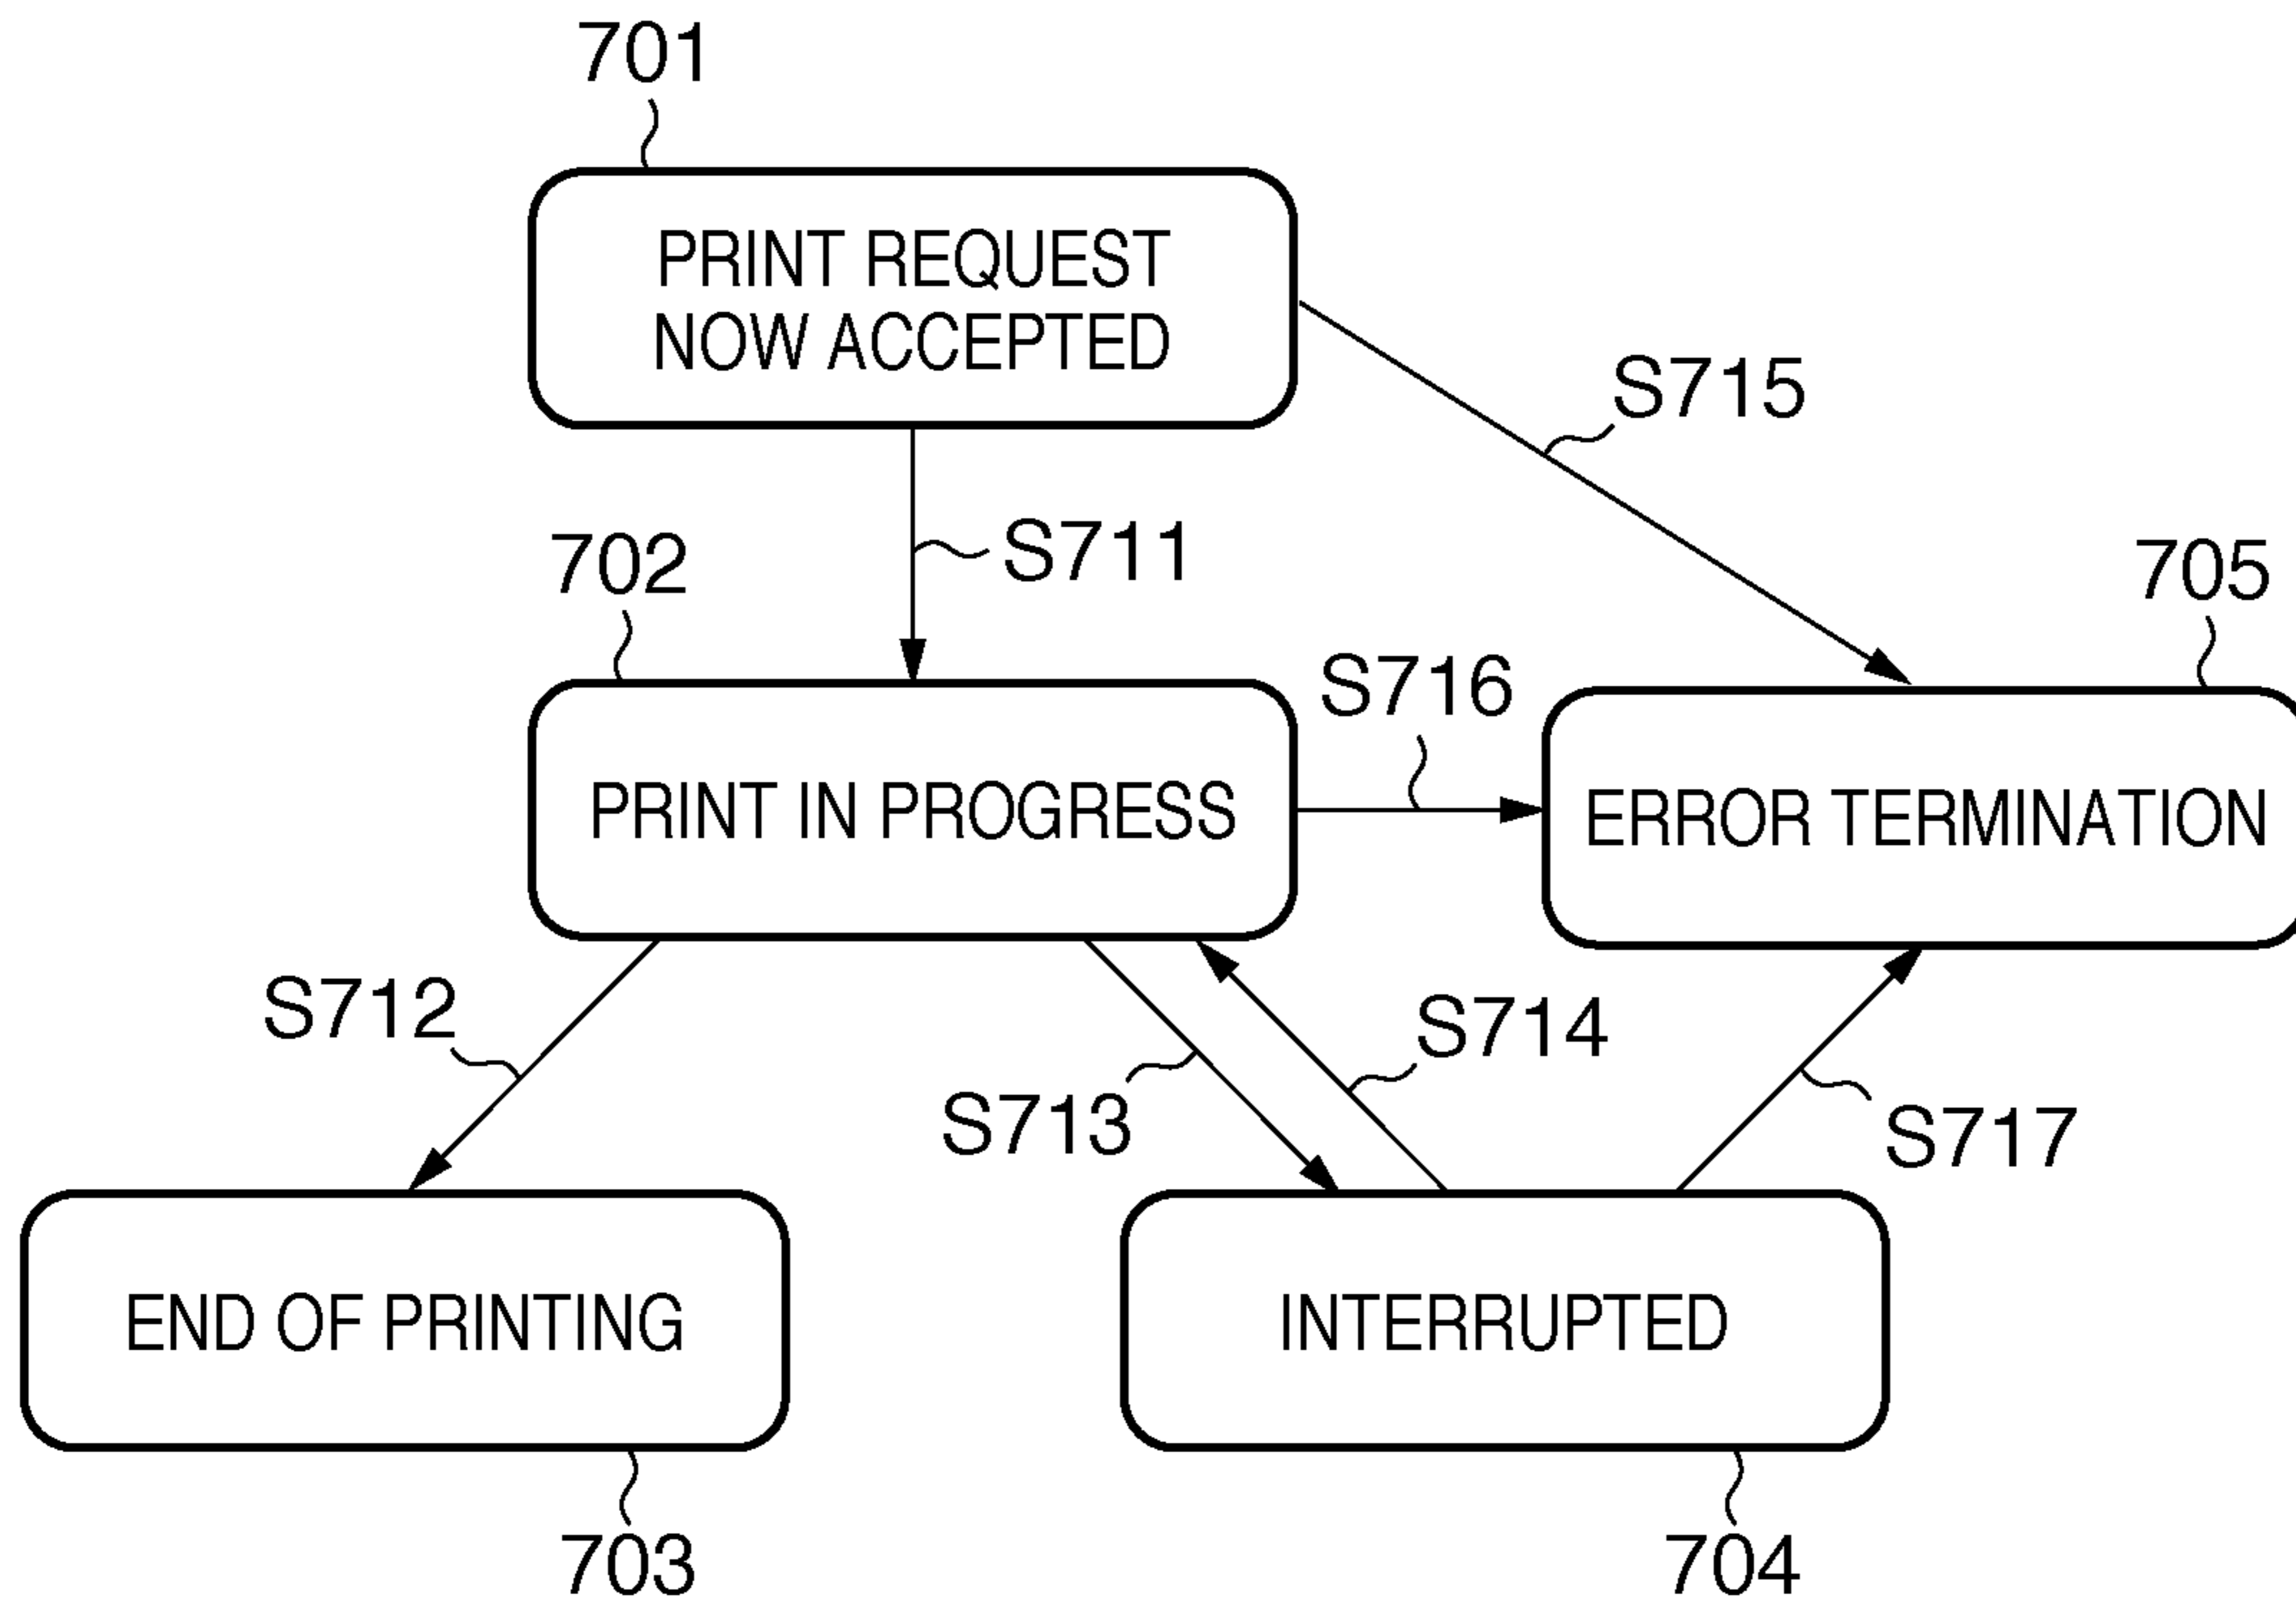 701
PRINT REQUEST
NOW ACCEPTED
S715
S711
702
705
S716
PRINT IN PROGRESS
ERROR TERMINATION
S712
S714
S713
S717
END OF PRINTING
INTERRUPTED
703
704